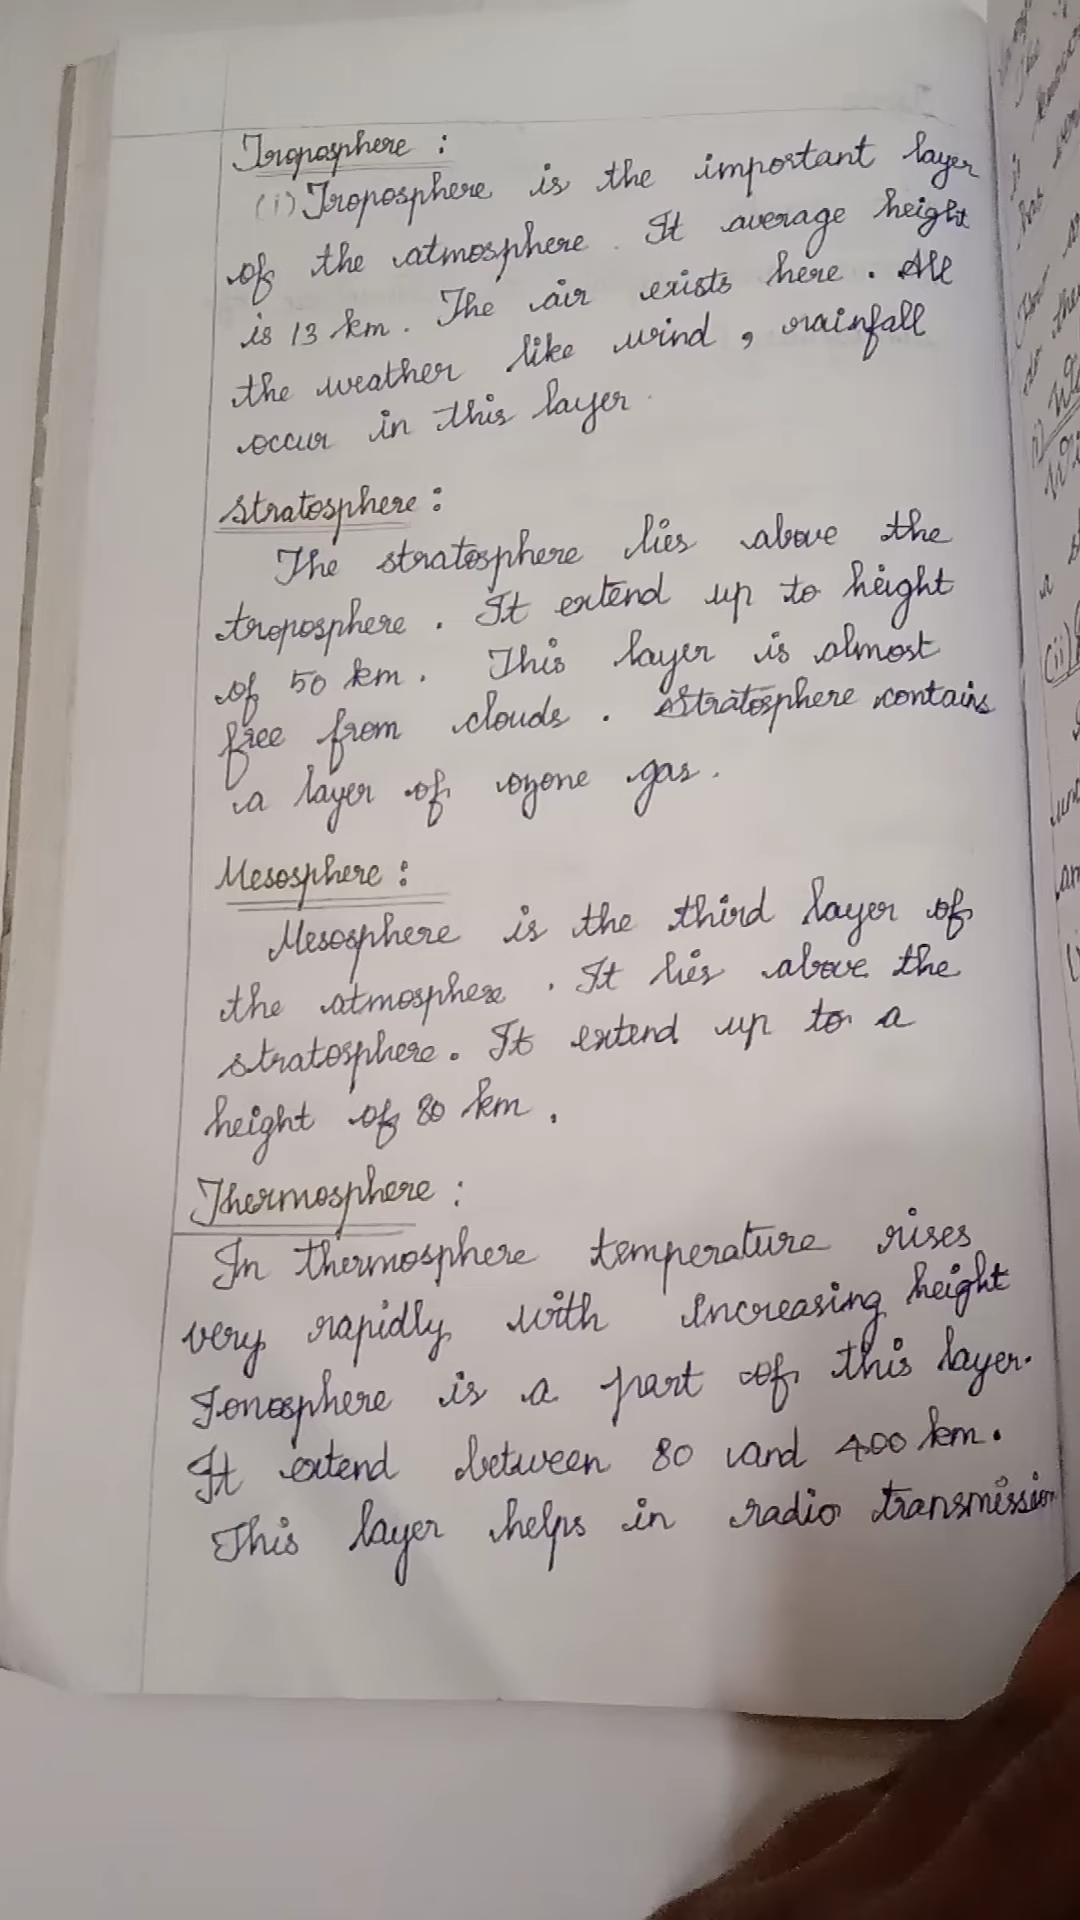 Troposphere :
(i) Troposphere is the important layer
of the atmosphere. It average height
is 13 km. The air exists here. All
the weather like wind, rainfall
occur in this layer.
Stratosphere :
The stratosphere lies above the
troposphere. It extend up to height
of 50 km. This layer is almost
free from clouds. Stratosphere contains
a layer of ozone gas.
Mesosphere :
Mesosphere is the third layer of
the atmosphere. It lies above the
stratosphere. It extend up to a
height of 80 km.
Thermosphere :
In thermosphere temperature rises
very rapidly with increasing height
Ionosphere is a part of this layer.
It extend between 80 and 400 km.
This layer helps in radio transmission